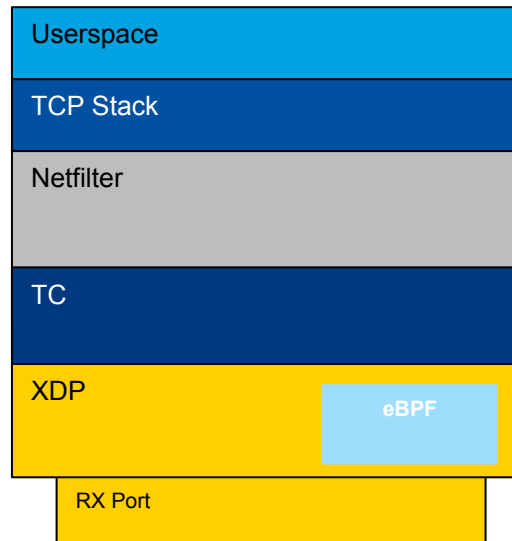 Userspace
TCP Stack
Netfilter
TC
XDP
eBPF
RX Port